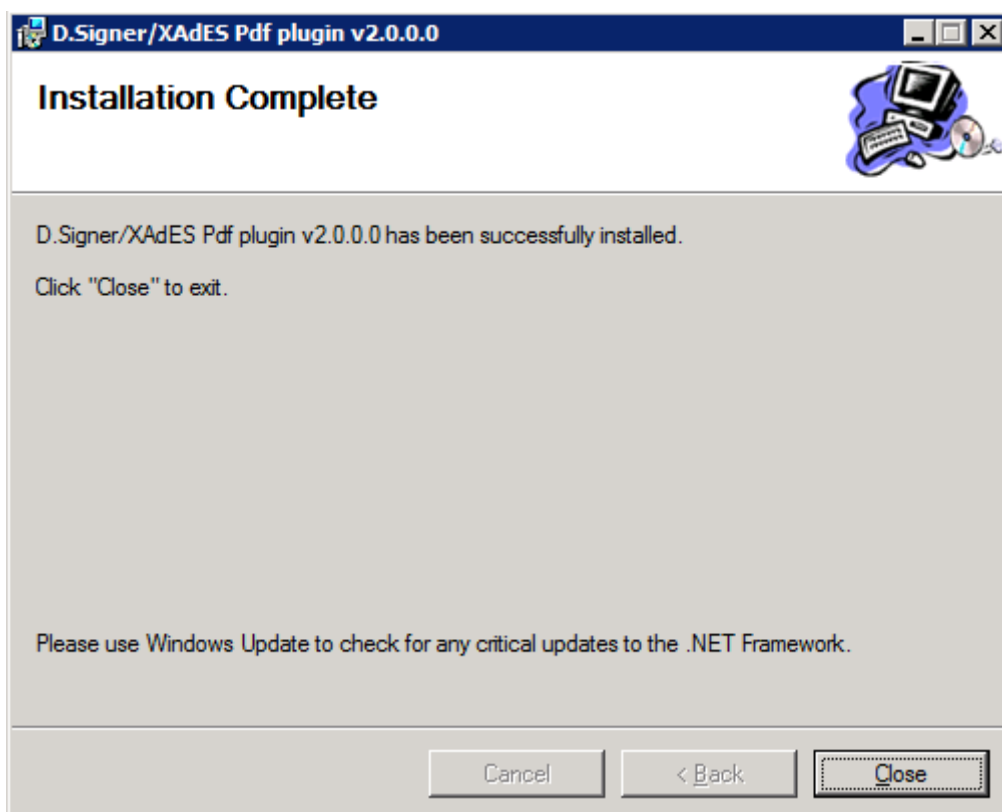 D.Signer/XAdES Pdf plugin v2.0.0.0
Installation Complete
D.Signer/XAdES Pdf plugin v2.0.0.0 has been successfully installed.
Click "Close" to exit.
Please use Windows Update to check for any critical updates to the .NET Framework.
Cancel
< Back
Close